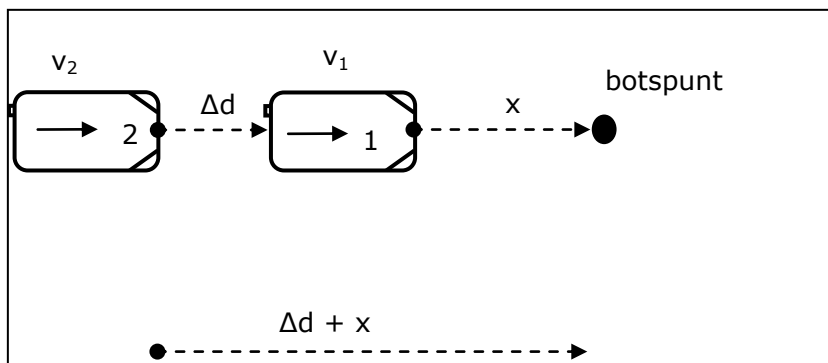 v₂
v₁
botspunt
Δd
x
2
1
Δd + x